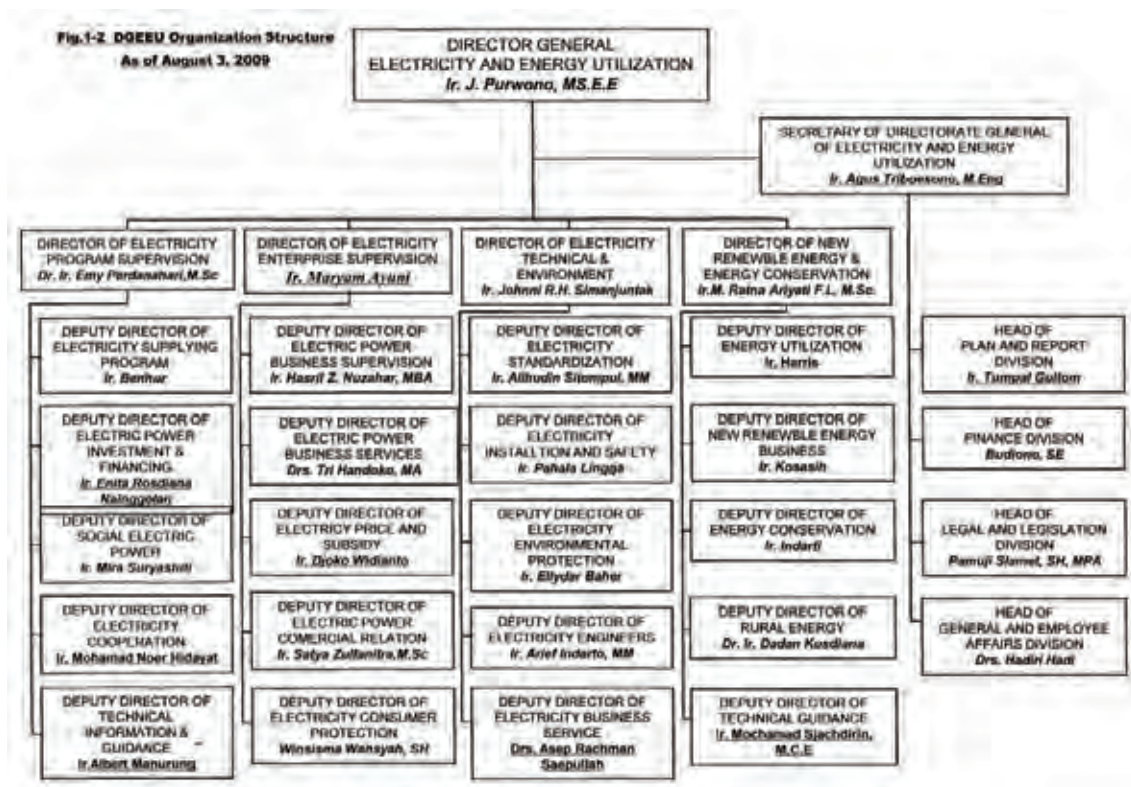 Fig.1-2 DGEEU Organization Structure
As of August 3, 2009
DIRECTOR GENERAL
ELECTRICITY AND ENERGY UTILIZATION
Ir. J. Purwono, MS.E.E
SECRETARY OF DIRECTORATE GENERAL
OF ELECTRICITY AND ENERGY
UTILIZATION
Ir. Agus Triboesono, M.Eng
DIRECTOR OF ELECTRICITY
PROGRAM SUPERVISION
Dr. Ir. Emy Perdanahari, M.Sc
DIRECTOR OF ELECTRICITY
ENTERPRISE SUPERVISION
Ir. Maryam Ayuni
DIRECTOR OF ELECTRICITY
TECHNICAL &
ENVIRONMENT
Ir. Johnni R.H. Simanjuntak
DIRECTOR OF NEW
RENEWBLE ENERGY &
ENERGY CONSERVATION
Ir.M. Ratna Ariyati F.L, M.Sc.
DEPUTY DIRECTOR OF
ELECTRICITY SUPPLYING
PROGRAM
Ir. Benhur
DEPUTY DIRECTOR OF
ELECTRIC POWER
INVESTMENT &
FINANCING
Ir. Enita Rosdiana
Nainggolan
DEPUTY DIRECTOR OF
SOCIAL ELECTRIC
POWER
Ir. Mira Suryastuti
DEPUTY DIRECTOR OF
ELECTRICITY
COOPERATION
Ir. Mohamad Noer Hidayat
DEPUTY DIRECTOR OF
TECHNICAL
INFORMATION &
GUIDANCE
Ir.Albert Manurung
DEPUTY DIRECTOR OF
ELECTRIC POWER
BUSINESS SUPERVISION
Ir. Hasril Z. Nuzahar, MBA
DEPUTY DIRECTOR OF
ELECTRIC POWER
BUSINESS SERVICES
Drs. Tri Handoko, MA
DEPUTY DIRECTOR OF
ELECTRICY PRICE AND
SUBSIDY
Ir. Djoko Widianto
DEPUTY DIRECTOR OF
ELECTRIC POWER
COMERCIAL RELATION
Ir. Satya Zulfanitra,M.Sc
DEPUTY DIRECTOR OF
ELECTRICITY CONSUMER
PROTECTION
Winsisma Wansyah, SH
DEPUTY DIRECTOR OF
ELECTRICITY
STANDARDIZATION
Ir. Alihudin Sitompul, MM
DEPUTY DIRECTOR OF
ELECTRICITY
INSTALLTION AND SAFETY
Ir. Pahala Lingga
DEPUTY DIRECTOR OF
ELECTRICITY
ENVIRONMENTAL
PROTECTION
Ir. Ellydar Baher
DEPUTY DIRECTOR OF
ELECTRICITY ENGINEERS
Ir. Arief Indarto, MM
DEPUTY DIRECTOR OF
ELECTRICITY BUSINESS
SERVICE
Drs. Asep Rachman
Saepullah
DEPUTY DIRECTOR OF
ENERGY UTILIZATION
Ir. Harris
DEPUTY DIRECTOR OF
NEW RENEWBLE ENERGY
BUSINESS
Ir. Kosasih
DEPUTY DIRECTOR OF
ENERGY CONSERVATION
Ir. Indarti
DEPUTY DIRECTOR OF
RURAL ENERGY
Dr. Ir. Dadan Kusdiana
DEPUTY DIRECTOR OF
TECHNICAL GUIDANCE
Ir. Mochamad Sjachdirin,
M.C.E
HEAD OF
PLAN AND REPORT
DIVISION
Ir. Tumpal Gultom
HEAD OF
FINANCE DIVISION
Budjono, SE
HEAD OF
LEGAL AND LEGISLATION
DIVISION
Pamuji Slamet, SH, MPA
HEAD OF
GENERAL AND EMPLOYEE
AFFAIRS DIVISION
Drs. Hadiri Hadi